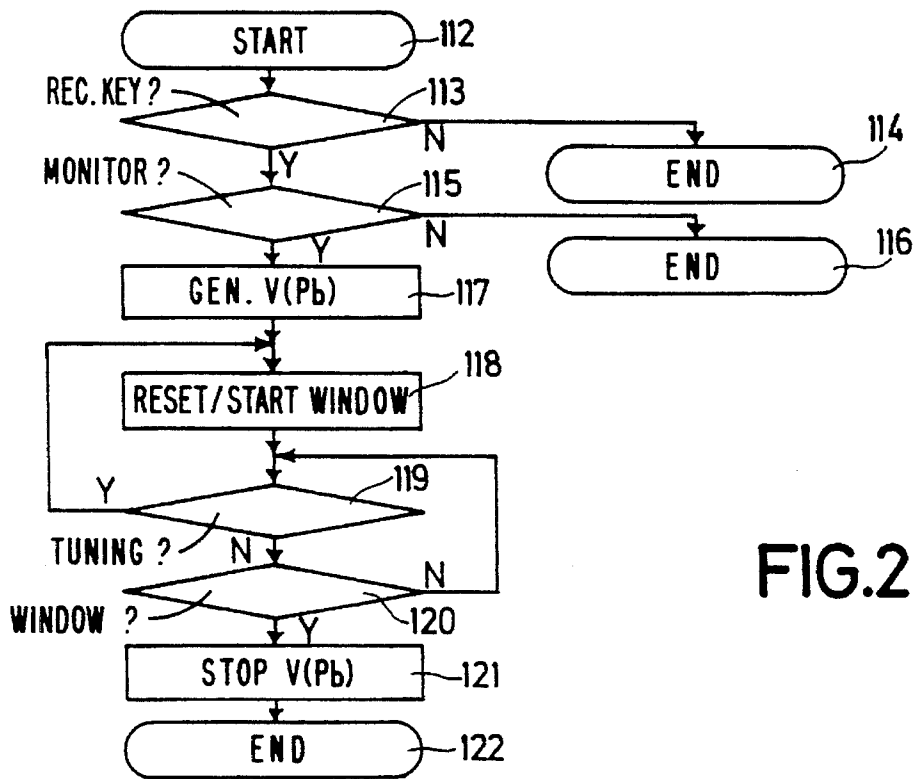 START
112
REC.KEY ?
113
N
Y
END
114
MONITOR ?
115
N
Y
END
116
GEN. V(Pb)
117
RESET/START WINDOW
118
119
Y
TUNING ?
N
WINDOW ?
N
120
Y
STOP V(Pb)
121
END
122
FIG.2